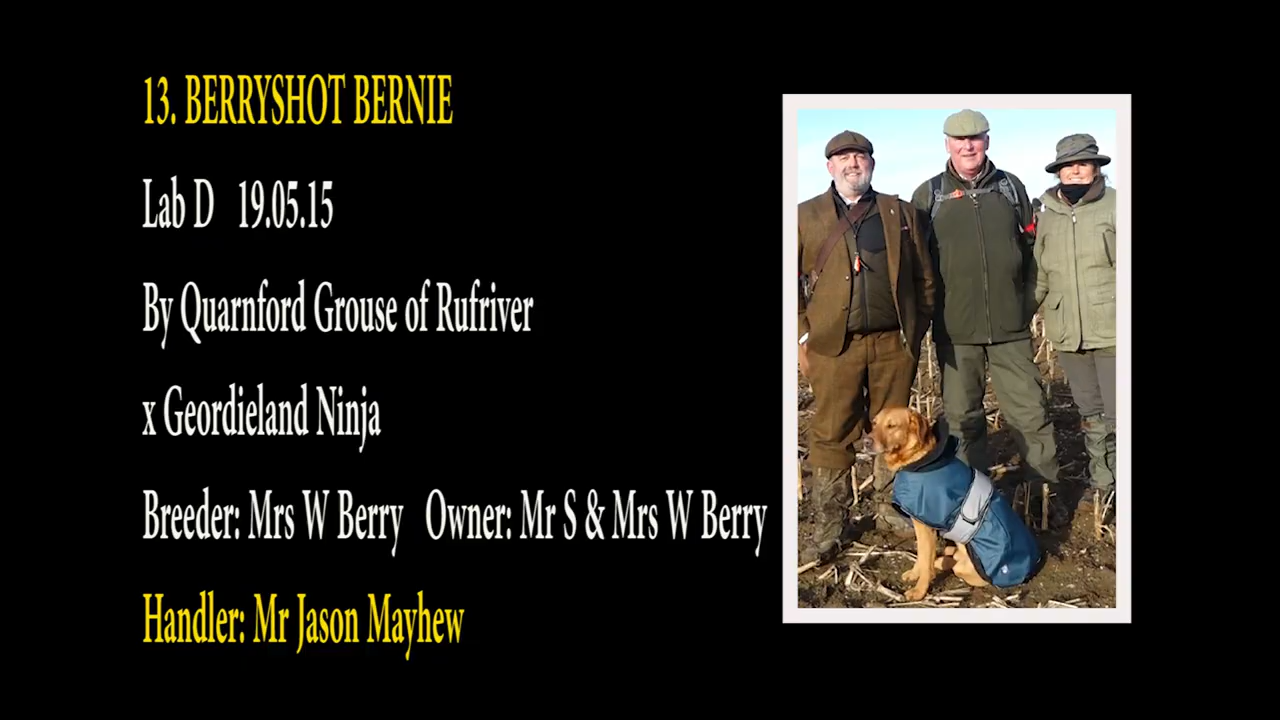 13. BERRYSHOT BERNIE
Lab D 19.05.15
By Quarnford Grouse of Rufriver
x Geordieland Ninja
Breeder: Mrs W Berry Owner: Mr S & Mrs W Berry
Handler: Mr Jason Mayhew